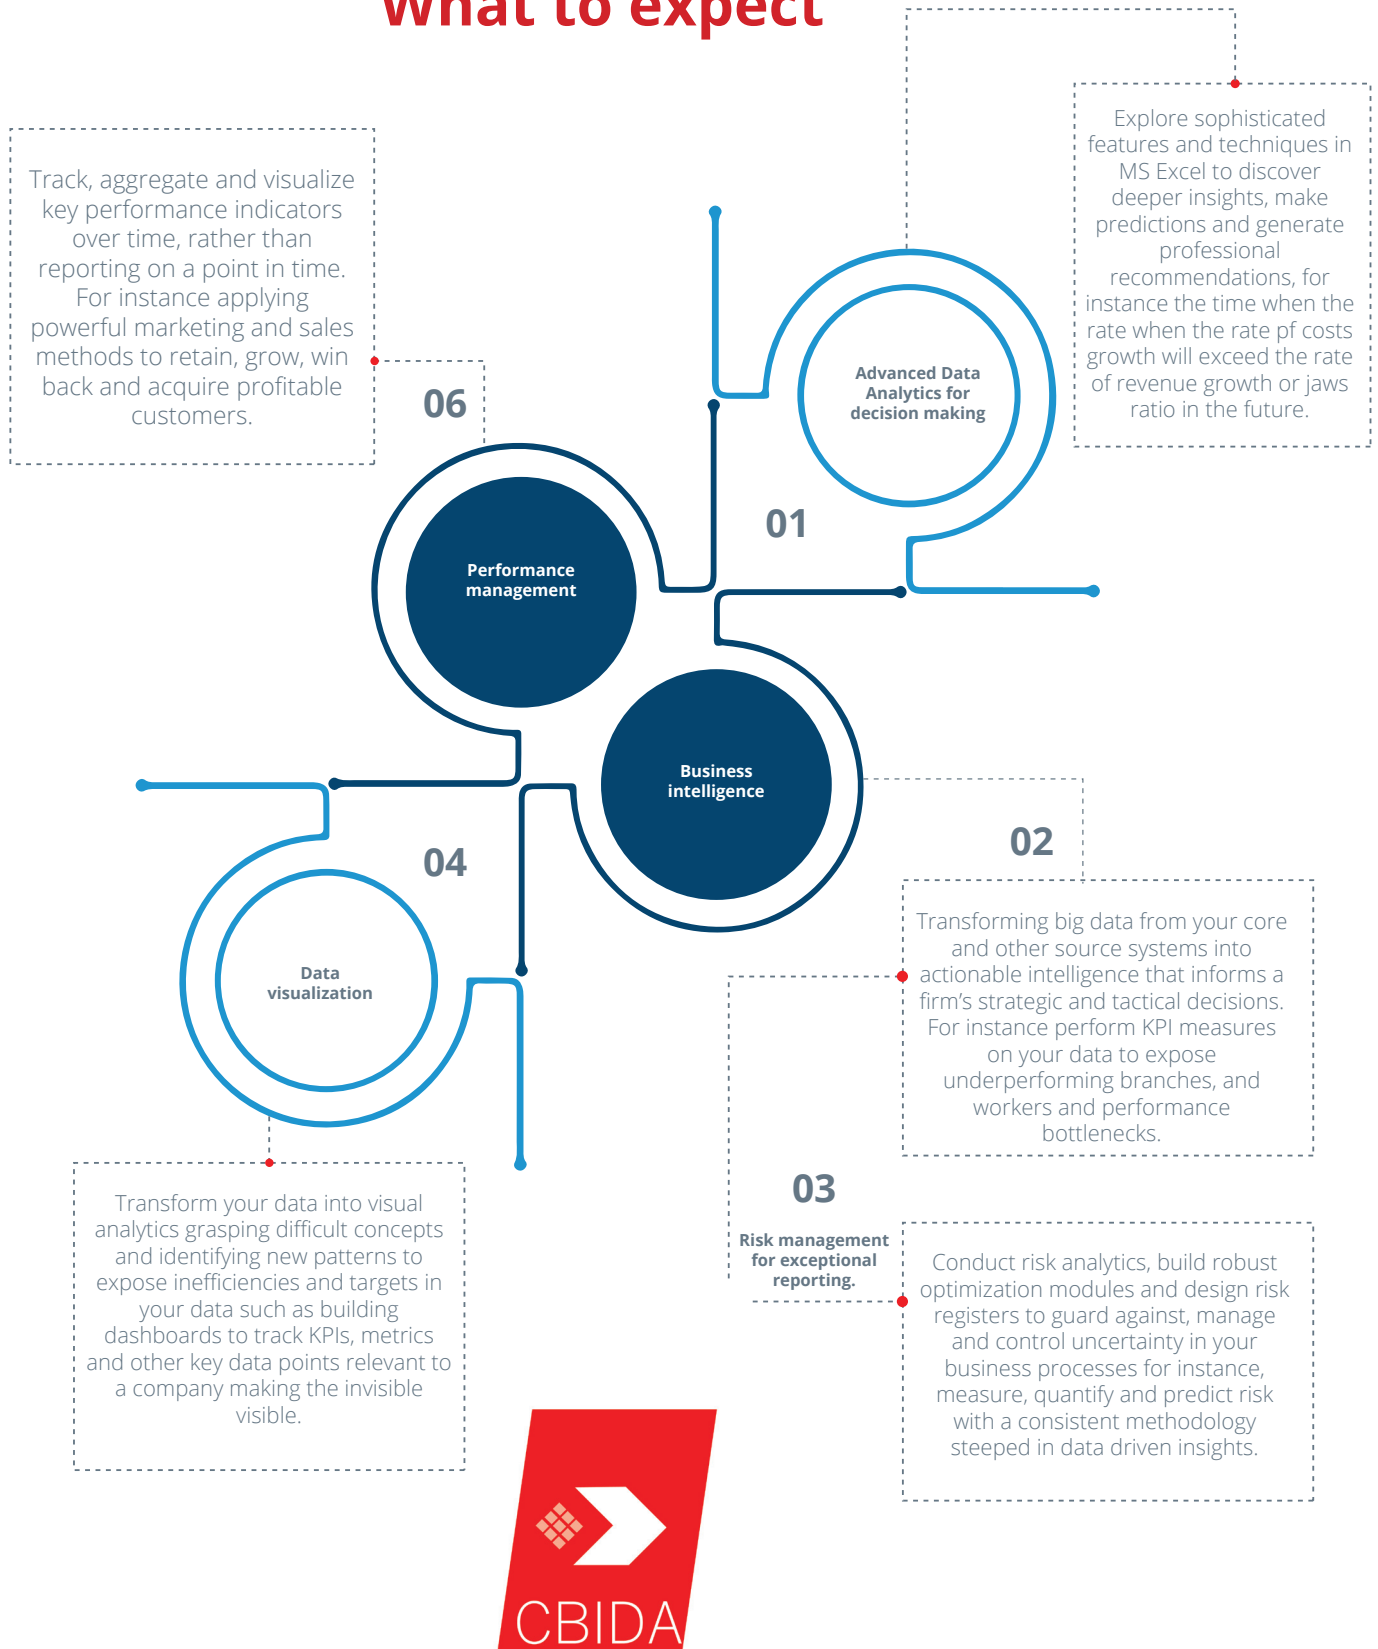 What to expect
Explore sophisticated
features and techniques in
MS Excel to discover
deeper insights, make
predictions and generate
professional
recommendations, for
instance the time when the
rate when the rate pf costs
growth will exceed the rate
of revenue growth or jaws
ratio in the future.
Advanced Data
Analytics for
decision making
01
Track, aggregate and visualize
key performance indicators
over time, rather than
reporting on a point in time.
For instance applying
powerful marketing and sales
methods to retain, grow, win
back and acquire profitable
customers.
06
Performance
management
Business
intelligence
02
Transforming big data from your core
and other source systems into
actionable intelligence that informs a
firm’s strategic and tactical decisions.
For instance perform KPI measures
on your data to expose
underperforming branches, and
workers and performance
bottlenecks.
03
Risk management
for exceptional
reporting.
Conduct risk analytics, build robust
optimization modules and design risk
registers to guard against, manage
and control uncertainty in your
business processes for instance,
measure, quantify and predict risk
with a consistent methodology
steeped in data driven insights.
04
Data
visualization
Transform your data into visual
analytics grasping difficult concepts
and identifying new patterns to
expose inefficiencies and targets in
your data such as building
dashboards to track KPIs, metrics
and other key data points relevant to
a company making the invisible
visible.
CBIDA